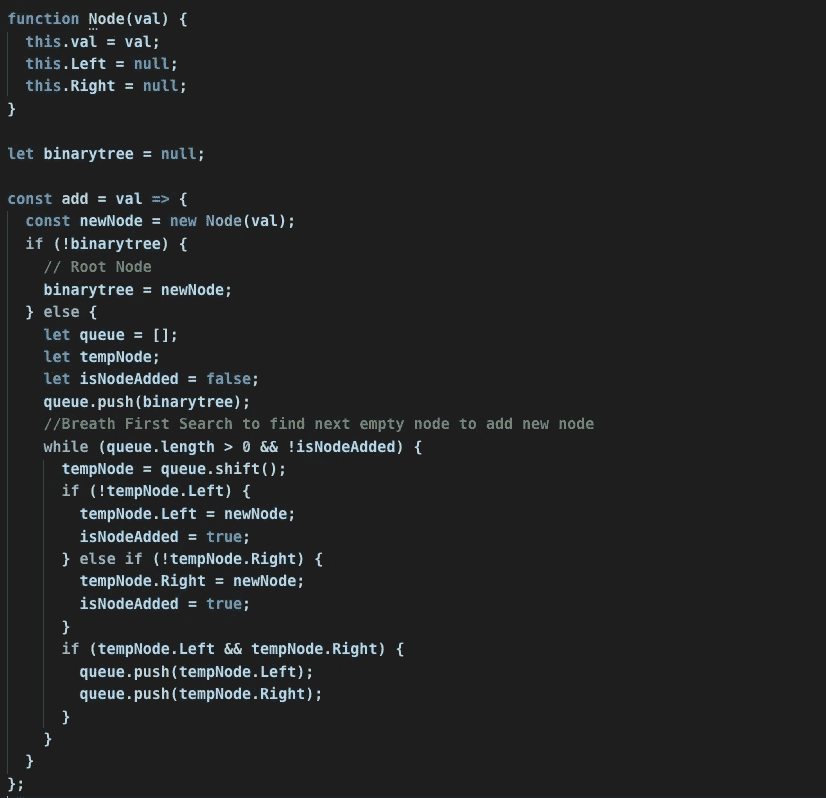 function Node(val) {
  this.val = val;
  this.Left = null;
  this.Right = null;
}

let binarytree = null;

const add = val => {
  const newNode = new Node(val);
  if (!binarytree) {
    // Root Node
    binarytree = newNode;
  } else {
    let queue = [];
    let tempNode;
    let isNodeAdded = false;
    queue.push(binarytree);
    //Breath First Search to find next empty node to add new node
    while (queue.length > 0 && !isNodeAdded) {
      tempNode = queue.shift();
      if (!tempNode.Left) {
        tempNode.Left = newNode;
        isNodeAdded = true;
      } else if (!tempNode.Right) {
        tempNode.Right = newNode;
        isNodeAdded = true;
      }
      if (tempNode.Left && tempNode.Right) {
        queue.push(tempNode.Left);
        queue.push(tempNode.Right);
      }
    }
  }
};